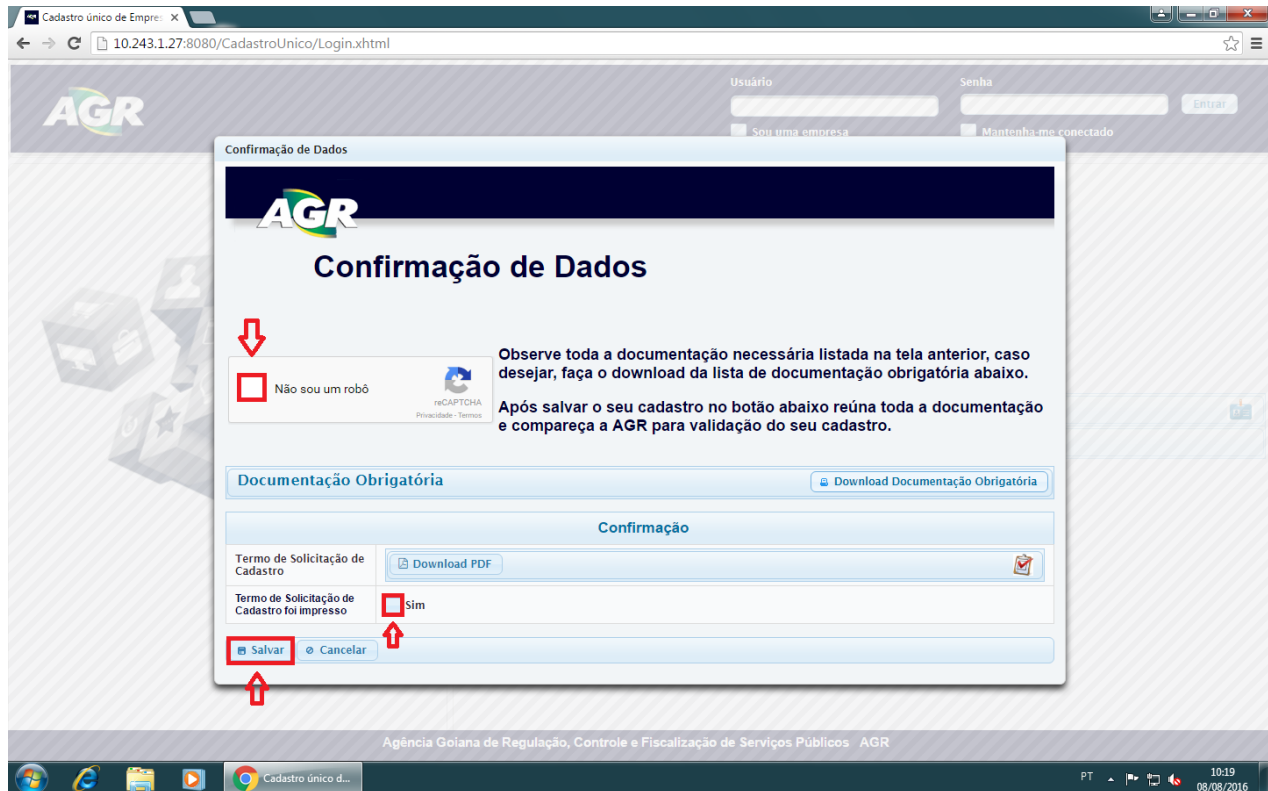 AGR Cadastro único de Empre:
10.243.1.27:8080/CadastroUnico/Login.xhtml
AGR
Usuário
Senha
Entrar
Sou uma empresa
Mantenha-me conectado
Confirmação de Dados
AGR
Confirmação de Dados
Não sou um robô
reCAPTCHA
Privacidade - Termos
Observe toda a documentação necessária listada na tela anterior, caso
desejar, faça o download da lista de documentação obrigatória abaixo.
Após salvar o seu cadastro no botão abaixo reúna toda a documentação
e compareça a AGR para validação do seu cadastro.
Documentação Obrigatória
Download Documentação Obrigatória
Confirmação
Termo de Solicitação de
Cadastro
Download PDF
Termo de Solicitação de
Cadastro foi impresso
Sim
Salvar
Cancelar
Agência Goiana de Regulação, Controle e Fiscalização de Serviços Públicos AGR
Cadastro único d...
PT
10:19
08/08/2016